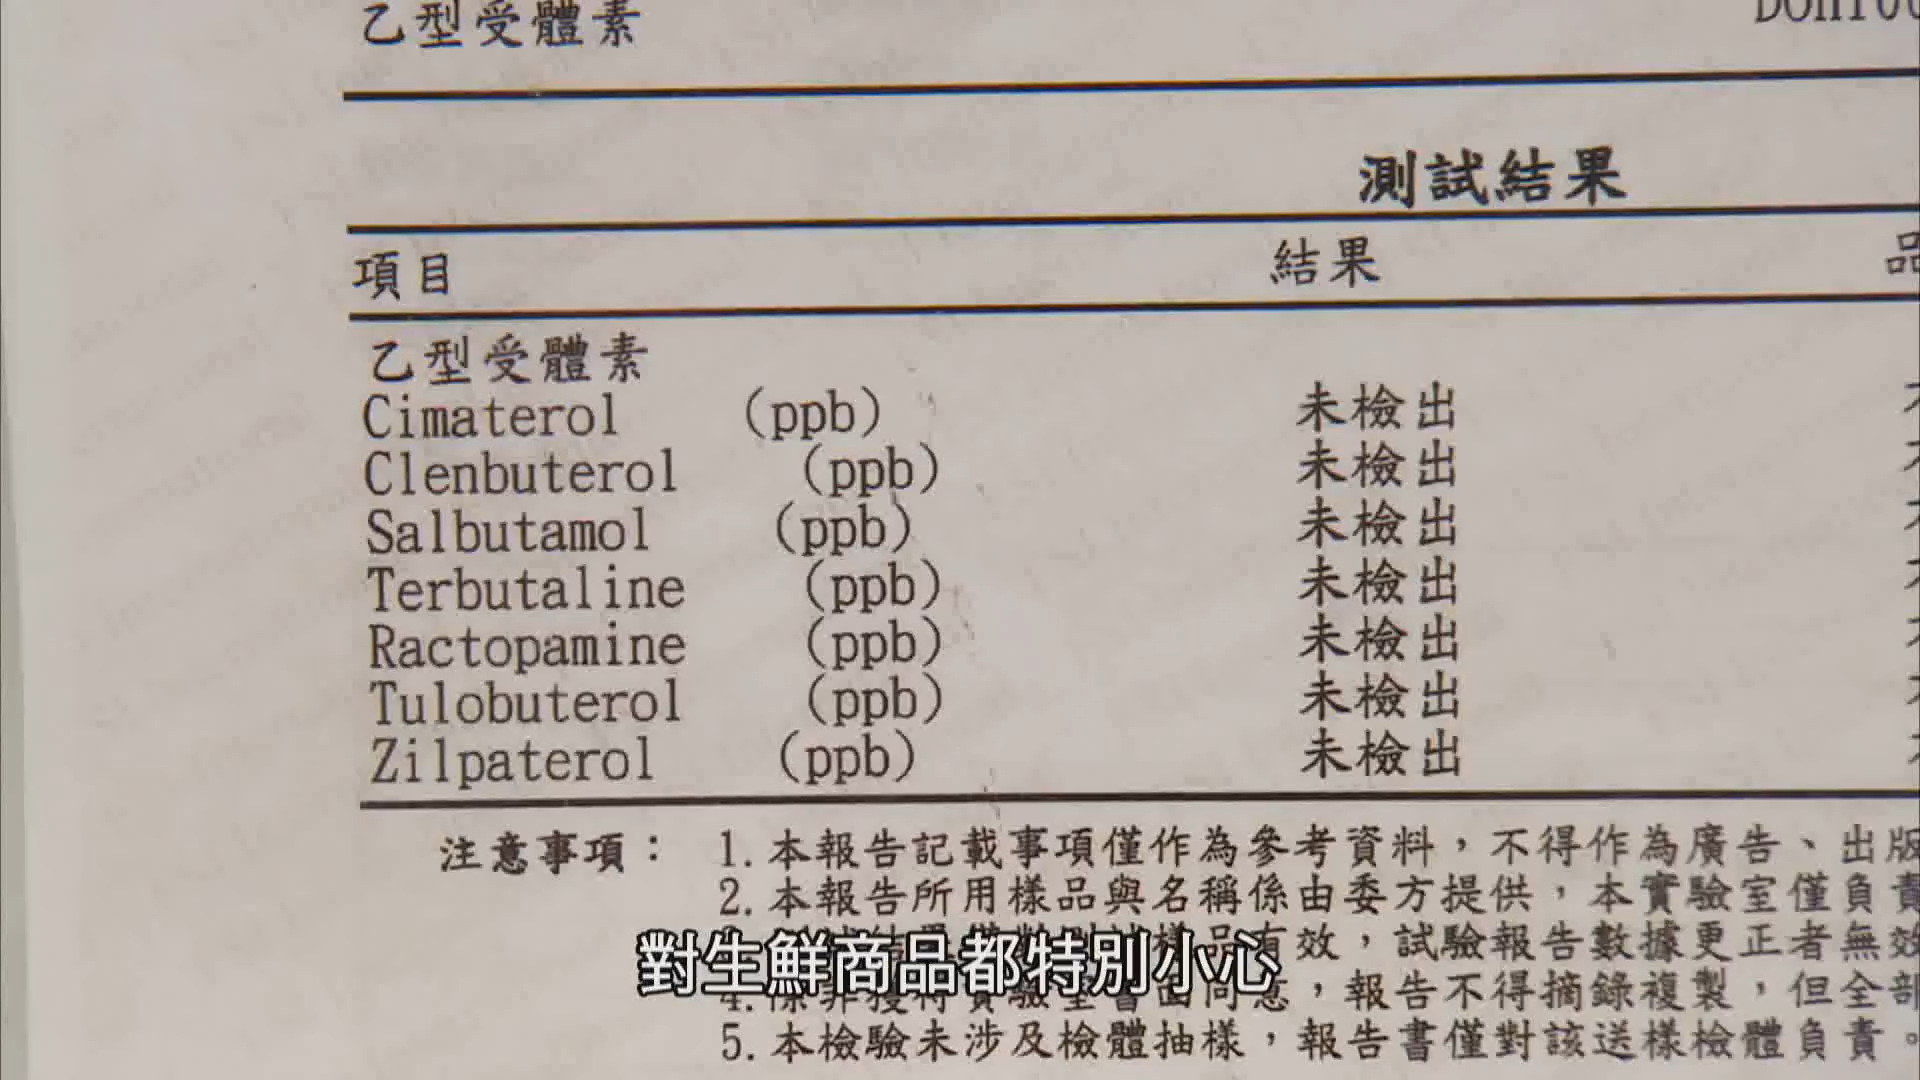 乙型受體素
測試結果
項目 結果
乙型受體素
Cimaterol (ppb) 未檢出
Clenbuterol (ppb) 未檢出
Salbutamol (ppb) 未檢出
Terbutaline (ppb) 未檢出
Ractopamine (ppb) 未檢出
Tulobuterol (ppb) 未檢出
Zilpaterol (ppb) 未檢出
注意事項： 1.本報告記載事項僅作為參考資料，不得作為廣告、出版
2.本報告所用樣品與名稱係由委方提供，本實驗室僅負責
有效，試驗報告數據更正者無效
報告不得摘錄複製，但全部
5.本檢驗未涉及檢體抽樣，報告書僅對該送樣檢體負責。
對生鮮商品都特別小心